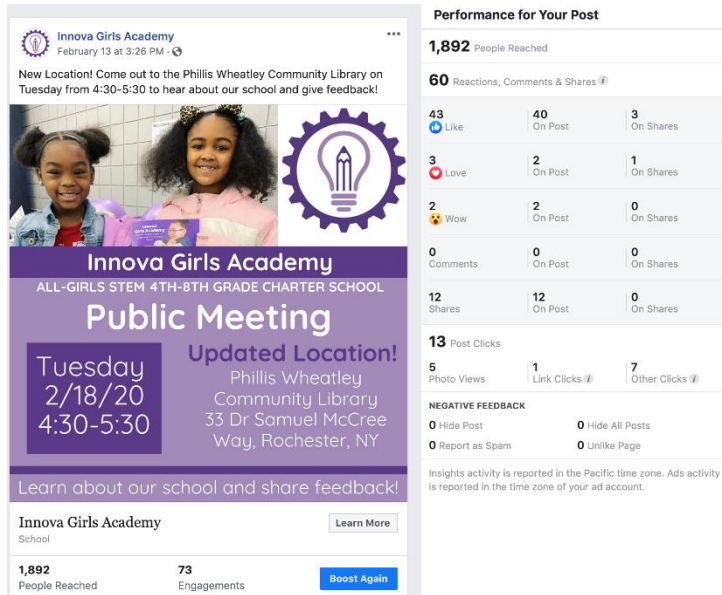 Innova Girls Academy
February 13 at 3:26 PM ·
New Location! Come out to the Phillis Wheatley Community Library on
Tuesday from 4:30-5:30 to hear about our school and give feedback!
Innova Girls Academy
ALL-GIRLS STEM 4TH-8TH GRADE CHARTER SCHOOL
Public Meeting
Tuesday
2/18/20
4:30-5:30
Updated Location!
Phillis Wheatley
Community Library
33 Dr Samuel McCree
Way, Rochester, NY
Learn about our school and share feedback!
Innova Girls Academy
School
Learn More
1,892
People Reached
73
Engagements
Boost Again
Performance for Your Post
1,892 People Reached
60 Reactions, Comments & Shares
43
Like
40
On Post
3
On Shares
3
Love
2
On Post
1
On Shares
2
Wow
2
On Post
0
On Shares
0
Comments
0
On Post
0
On Shares
12
Shares
12
On Post
0
On Shares
13 Post Clicks
5
Photo Views
1
Link Clicks
7
Other Clicks
NEGATIVE FEEDBACK
0 Hide Post
0 Hide All Posts
0 Report as Spam
0 Unlike Page
Insights activity is reported in the Pacific time zone. Ads activity
is reported in the time zone of your ad account.